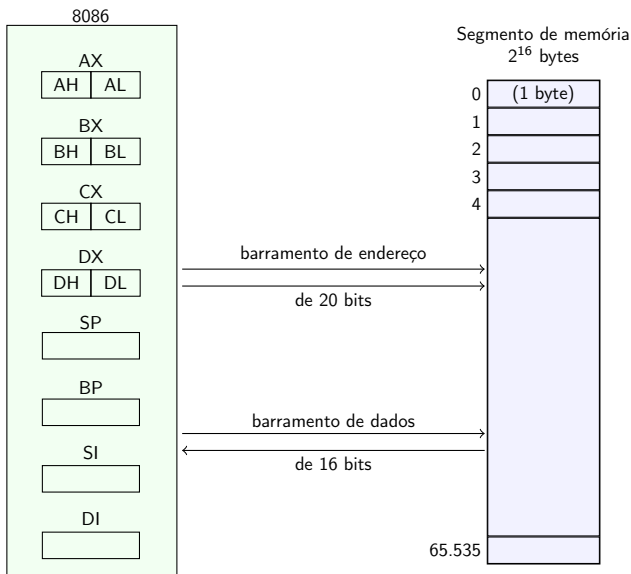 8086
AX
AH AL
BX
BH BL
CX
CH CL
DX
DH DL
SP
BP
SI
DI
barramento de endereço
de 20 bits
barramento de dados
de 16 bits
Segmento de memória
2^16 bytes
0 (1 byte)
1
2
3
4
65.535